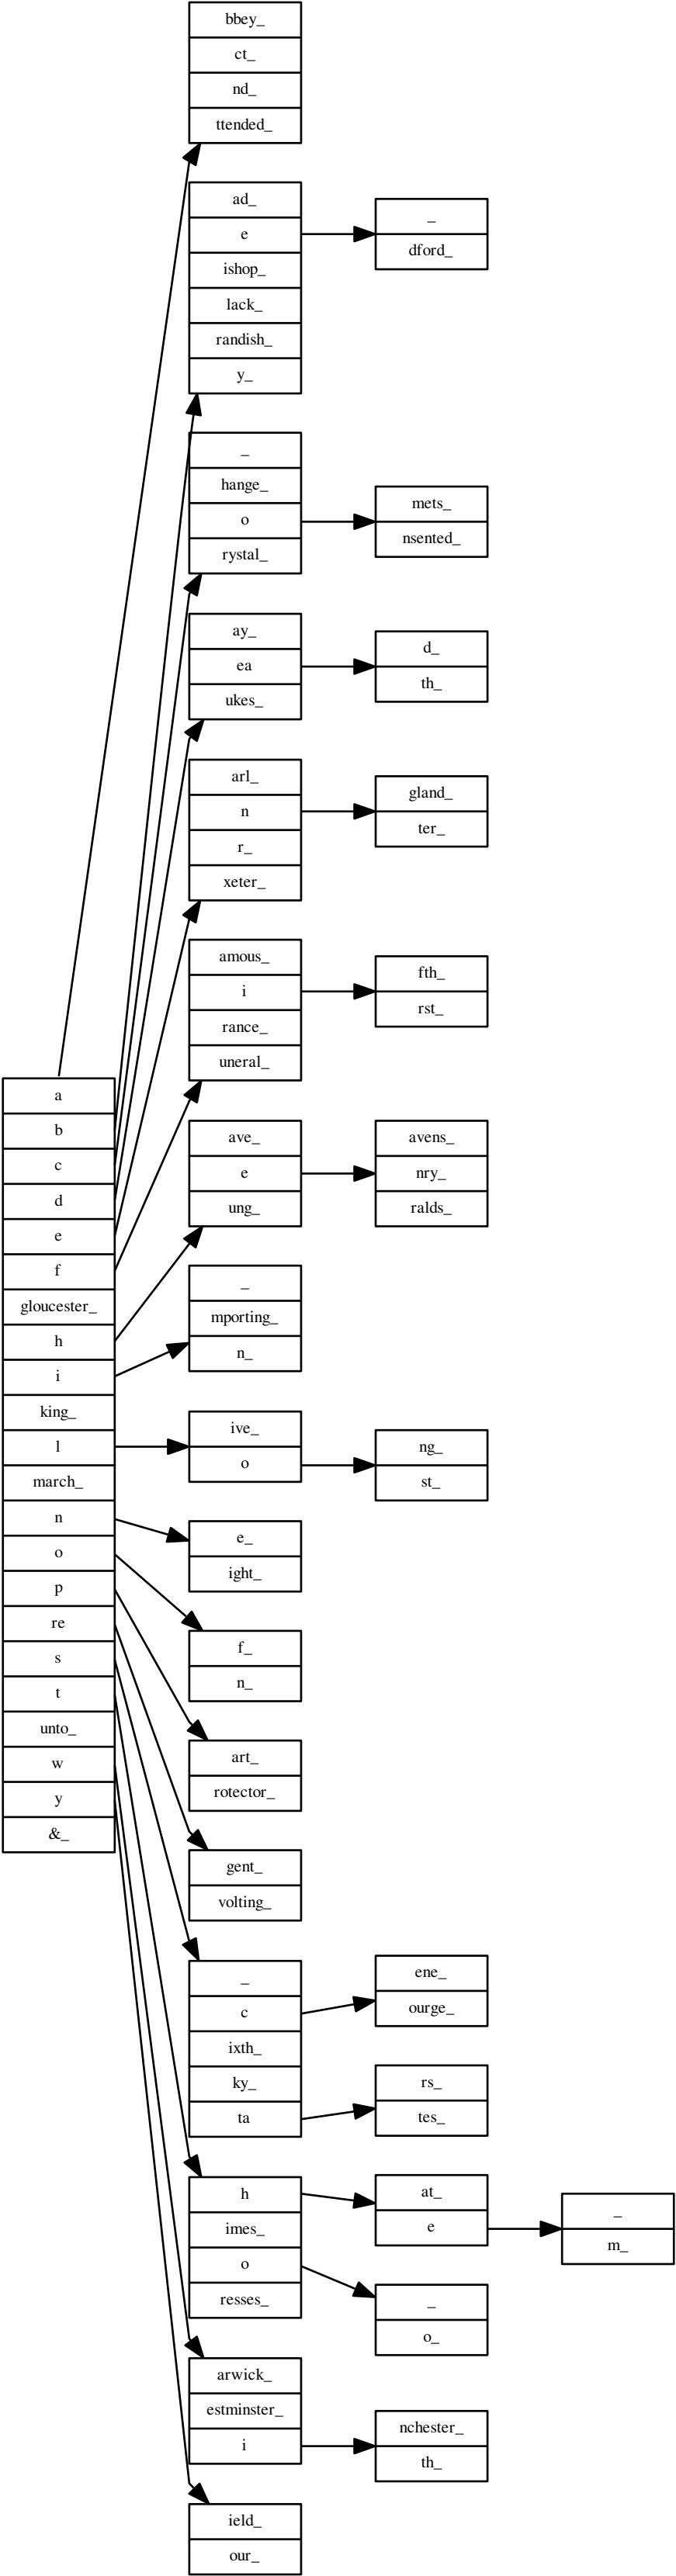 bbey_
ct_
nd_
ttended_
ad_
e
ishop_
lack_
randish_
y_
_
dford_
_
hange_
o
rystal_
mets_
nsented_
ay_
ea
ukes_
d_
th_
arl_
n
r_
xeter_
gland_
ter_
amous_
i
rance_
uneral_
fth_
rst_
a
b
c
d
e
f
gloucester_
h
i
king_
l
march_
n
o
p
re
s
t
unto_
w
y
&_
ave_
e
ung_
avens_
nry_
ralds_
_
mporting_
n_
ive_
o
ng_
st_
e_
ight_
f_
n_
art_
rotector_
gent_
volting_
_
c
ixth_
ky_
ta
ene_
ourge_
rs_
tes_
h
imes_
o
resses_
at_
e
_
m_
_
o_
arwick_
estminster_
i
nchester_
th_
ield_
our_